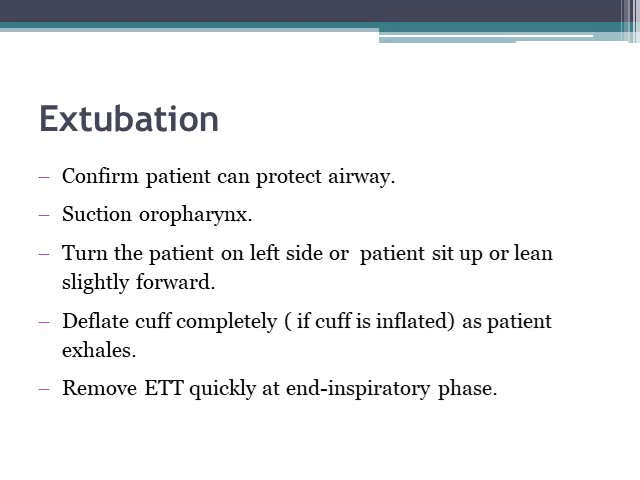 Extubation
– Confirm patient can protect airway.
– Suction oropharynx.
– Turn the patient on left side or  patient sit up or lean
slightly forward.
– Deflate cuff completely ( if cuff is inflated) as patient
exhales.
– Remove ETT quickly at end-inspiratory phase.